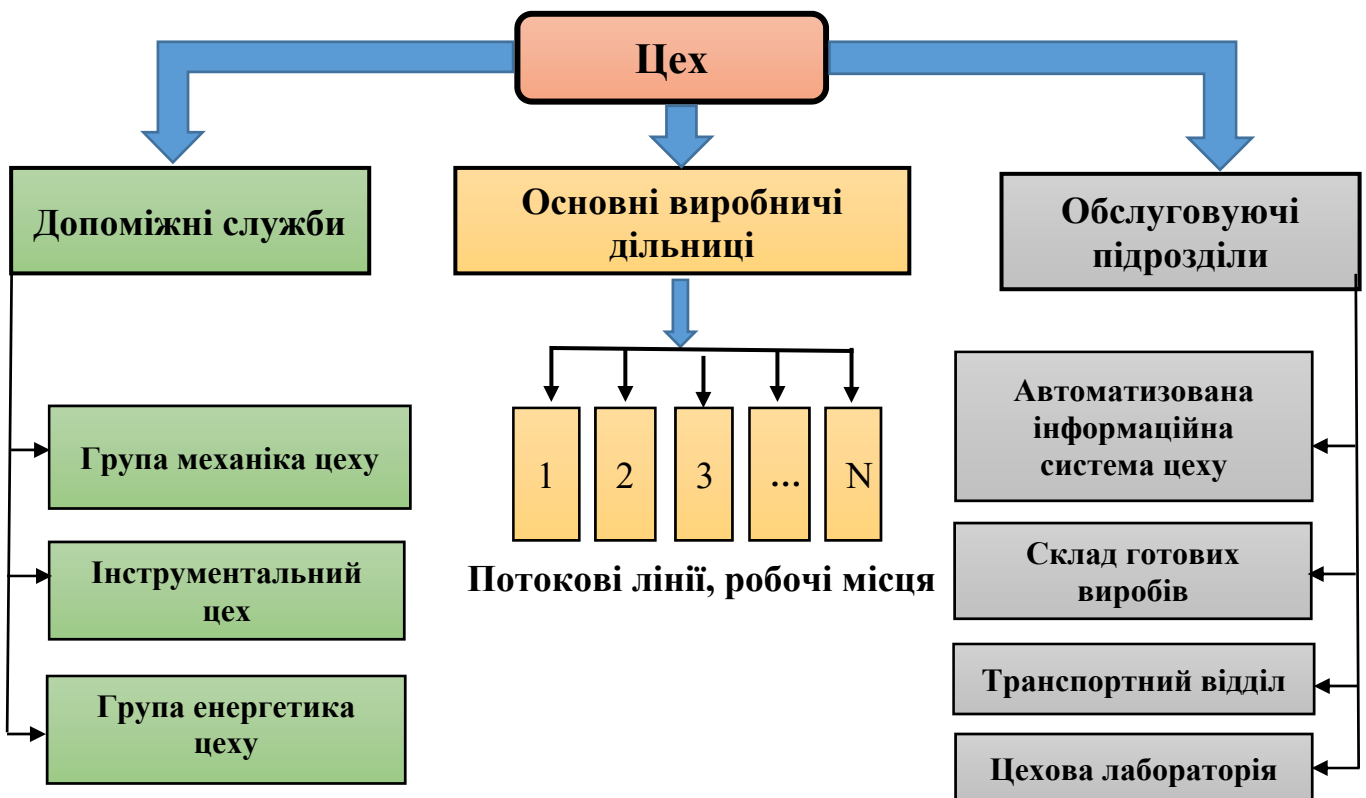 Цех
Допоміжні служби
Основні виробничі
дільниці
Обслуговуючі
підрозділи
Група механіка цеху
Інструментальний
цех
Група енергетика
цеху
1
2
3
...
N
Потокові лінії, робочі місця
Автоматизована
інформаційна
система цеху
Склад готових
виробів
Транспортний відділ
Цехова лабораторія